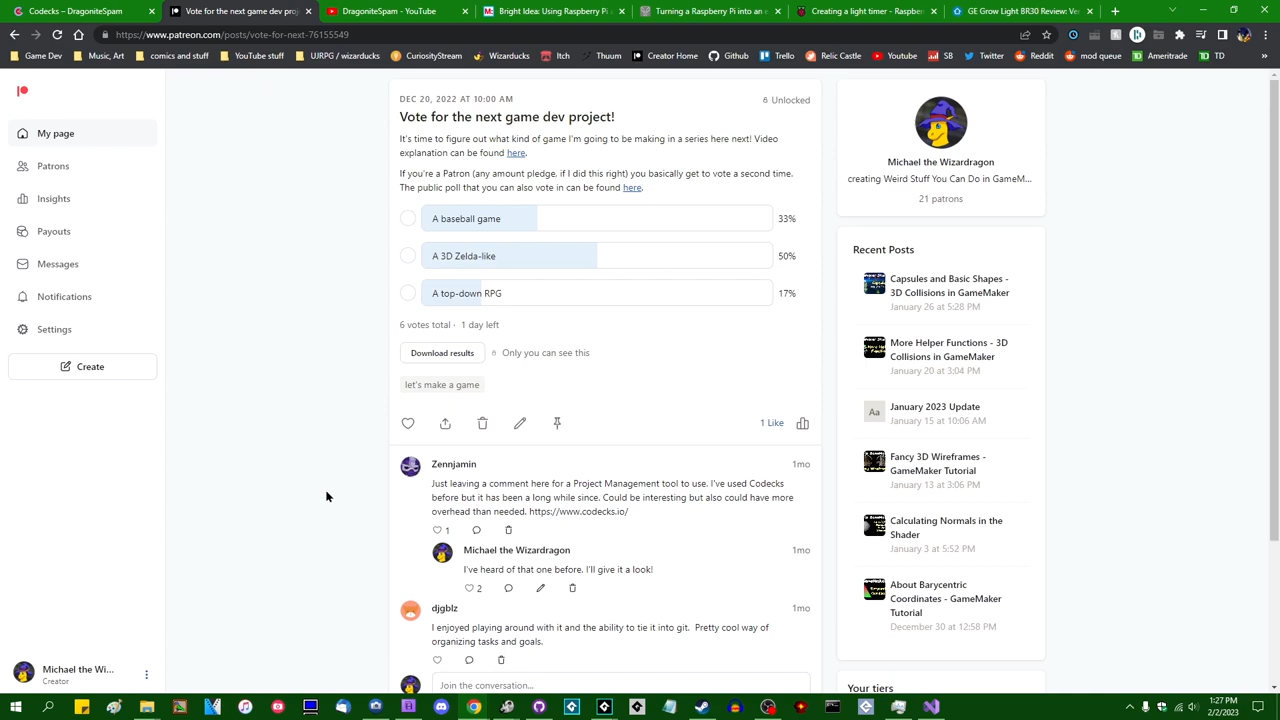 Codecks
Vote for the next game dev proj
DragoniteSpam
Bright Idea: Using Raspberry Pi
Turning a Raspberry Pi into an
Creating a light timer - Raspber
GE Gamer Light BR30 Review: Ver
https://www.patreon.com/posts/vote-for-next-76155549
Game Dev Music, Art comics and stuff YouTube stuff UJRPG / wizarducks CuriosityStream Wizarducks Itch Thuum Creator Home Github Trello Relic Castle Youtube SB Twitter Reddit mod queue Ameritrade TD »
My page
Patrons
Insights
Payouts
Messages
Notifications
Settings
Create
Michael the Wi...
Creator
DEC 20, 2022 AT 10:00 AM
Unlocked
Vote for the next game dev project!
It's time to figure out what kind of game I'm going to be making in a series here next! Video
explanation can be found here.
If you're a Patron (any amount pledge, if I did this right) you basically get to vote a second time.
The public poll that you can also vote in can be found here.
A baseball game 33%
A 3D Zelda-like 50%
A top-down RPG 17%
6 votes total · 1 day left
Download results Only you can see this
let's make a game
1 Like
Zennjamin 1mo
Just leaving a comment here for a Project Management tool to use. I've used Codecks
before but it has been a long while since. Could be interesting but also could have more
overhead than needed. https://www.codecks.io/
1
Michael the Wizardragon 1mo
I've heard of that one before. I'll give it a look!
2
djgblz 1mo
I enjoyed playing around with it and the ability to tie it into git. Pretty cool way of
organizing tasks and goals.
Join the conversation...
Michael the Wizardragon
creating Weird Stuff You Can Do in GameM...
21 patrons
Recent Posts
Capsules and Basic Shapes -
3D Collisions in GameMaker
January 26 at 5:28 PM
More Helper Functions - 3D
Collisions in GameMaker
January 20 at 3:04 PM
Aa
January 2023 Update
January 15 at 10:06 AM
Fancy 3D Wireframes -
GameMaker Tutorial
January 13 at 3:06 PM
Calculating Normals in the
Shader
January 3 at 5:52 PM
About Barycentric
Coordinates - GameMaker
Tutorial
December 30 at 12:58 PM
Your tiers
1:27 PM
2/2/2023